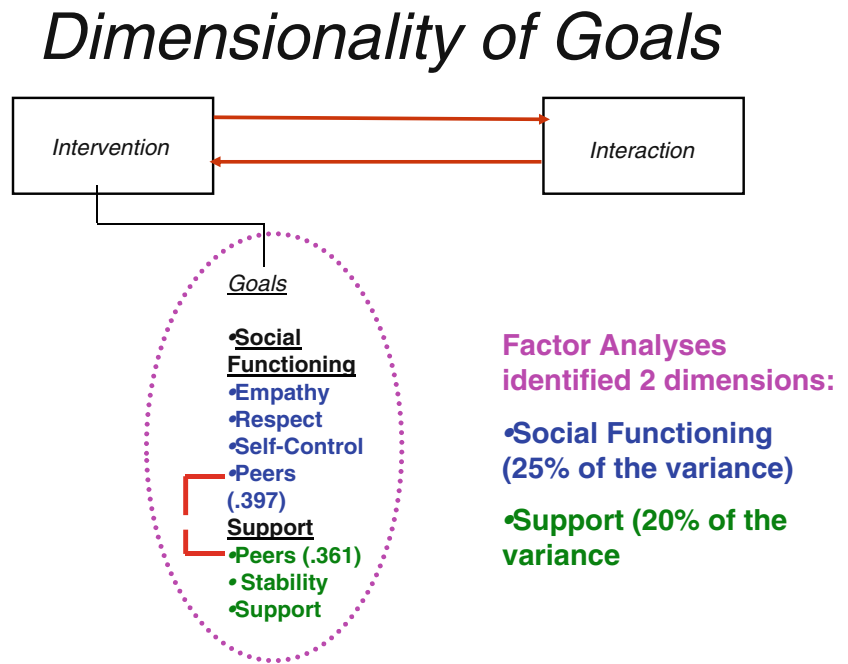 Dimensionality of Goals
Intervention
Interaction
Goals
•Social
Functioning
•Empathy
•Respect
•Self-Control
•Peers
(.397)
Support
•Peers (.361)
• Stability
•Support
Factor Analyses
identified 2 dimensions:
•Social Functioning
(25% of the variance)
•Support (20% of the
variance